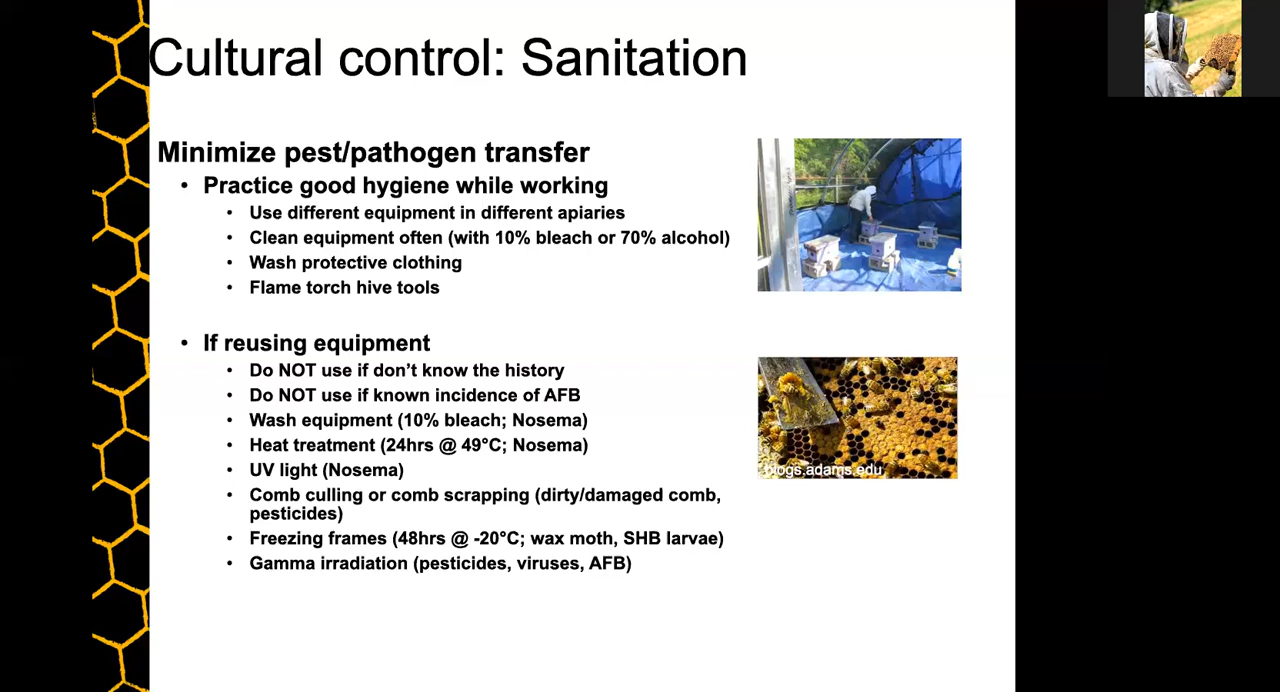 Cultural control: Sanitation
Minimize pest/pathogen transfer
• Practice good hygiene while working
• Use different equipment in different apiaries
• Clean equipment often (with 10% bleach or 70% alcohol)
• Wash protective clothing
• Flame torch hive tools
• If reusing equipment
• Do NOT use if don’t know the history
• Do NOT use if known incidence of AFB
• Wash equipment (10% bleach; Nosema)
• Heat treatment (24hrs @ 49°C; Nosema)
• UV light (Nosema)
• Comb culling or comb scrapping (dirty/damaged comb,
pesticides)
• Freezing frames (48hrs @ -20°C; wax moth, SHB larvae)
• Gamma irradiation (pesticides, viruses, AFB)
blogs.adams.edu